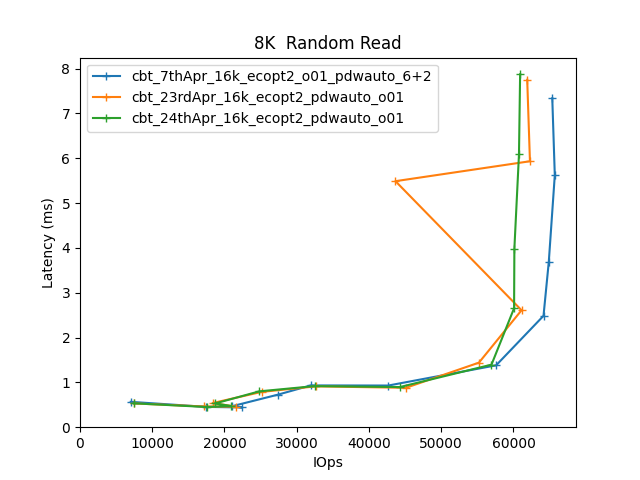 8K  Random Read
cbt_7thApr_16k_ecopt2_o01_pdwauto_6+2
cbt_23rdApr_16k_ecopt2_pdwauto_o01
cbt_24thApr_16k_ecopt2_pdwauto_o01
8
7
6
5
4
3
2
1
0
Latency (ms)
0 10000 20000 30000 40000 50000 60000
IOps